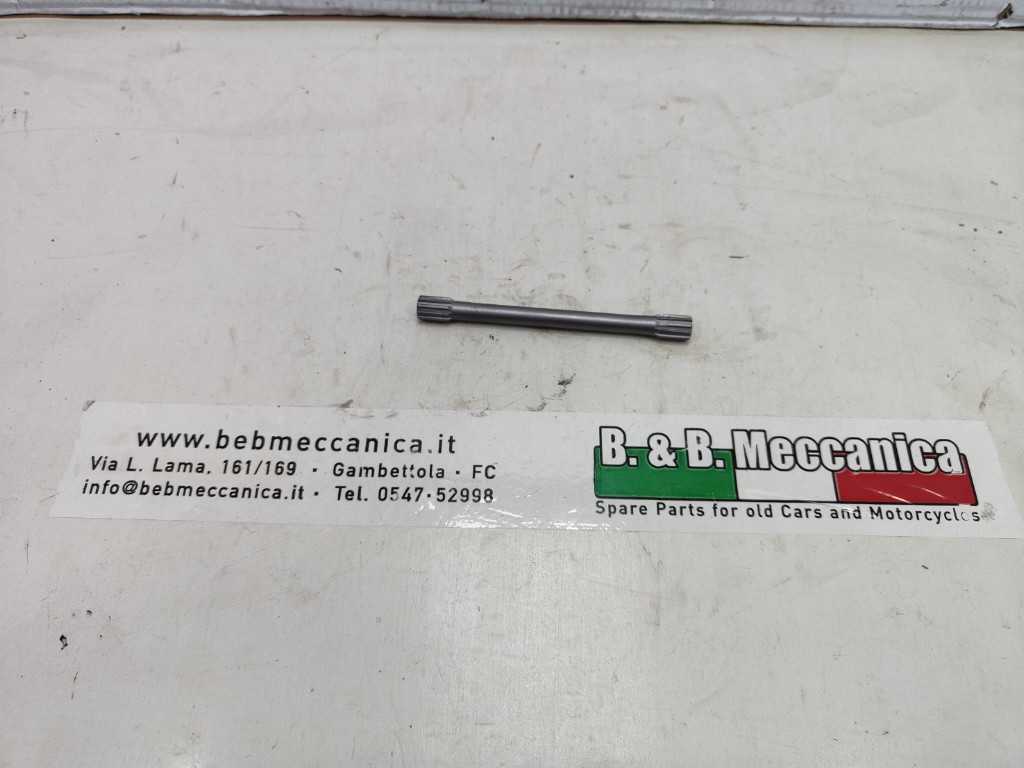 www.bebmeccanica.it
Via L. Lama, 161/169 · Gambettola · FC
info@bebmeccanica.it · Tel. 0547·52998
B. & B. Meccanica
Spare Parts for old Cars and Motorcycles